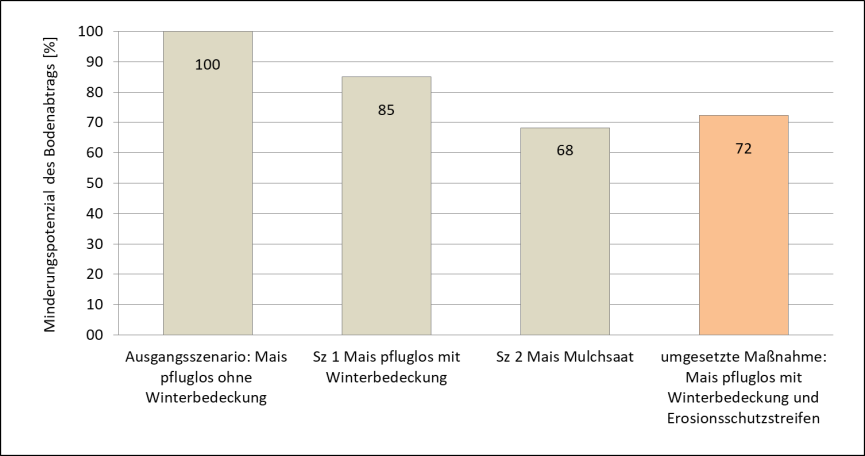 Minderungspotenzial des Bodenabtrags [%]
100
90
80
70
60
50
40
30
20
10
00
100
85
68
72
Ausgangsszenario: Mais
pfluglos ohne
Winterbedeckung
Sz 1 Mais pfluglos mit
Winterbedeckung
Sz 2 Mais Mulchsaat
umgesetzte Maßnahme:
Mais pfluglos mit
Winterbedeckung und
Erosionsschutzstreifen